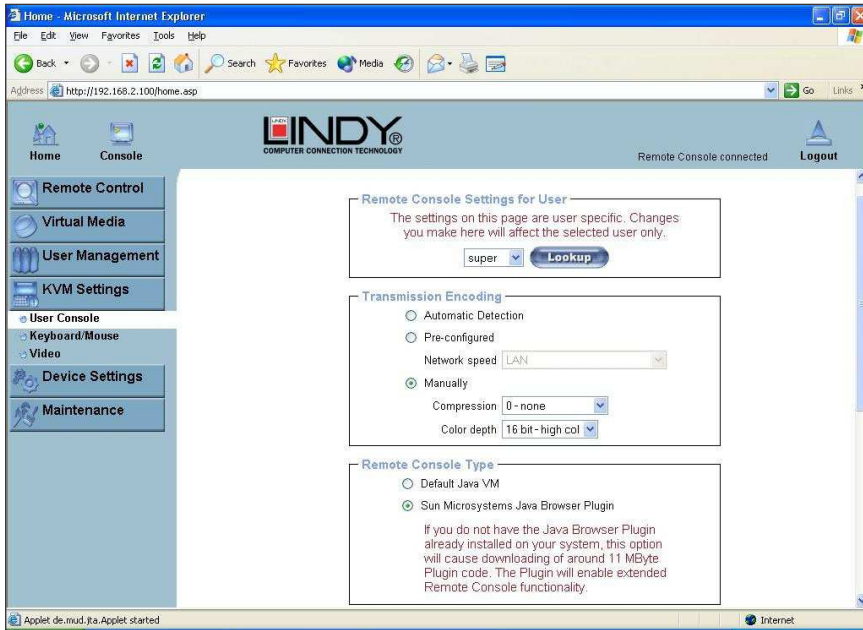 Home - Microsoft Internet Explorer
File Edit View Favorites Tools Help
Back Search Favorites Media
Address http://192.168.2.100/home.asp Go Links
Home Console
LINDY®
COMPUTER CONNECTION TECHNOLOGY
Remote Console connected
Logout
Remote Control
Virtual Media
User Management
KVM Settings
User Console
Keyboard/Mouse
Video
Device Settings
Maintenance
Remote Console Settings for User
The settings on this page are user specific. Changes
you make here will affect the selected user only.
super Lookup
Transmission Encoding
Automatic Detection
Pre-configured
Network speed LAN
Manually
Compression 0 - none
Color depth 16 bit - high col
Remote Console Type
Default Java VM
Sun Microsystems Java Browser Plugin
If you do not have the Java Browser Plugin
already installed on your system, this option
will cause downloading of around 11 MByte
Plugin code. The Plugin will enable extended
Remote Console functionality.
Applet de.mud.jta.Applet started
Internet